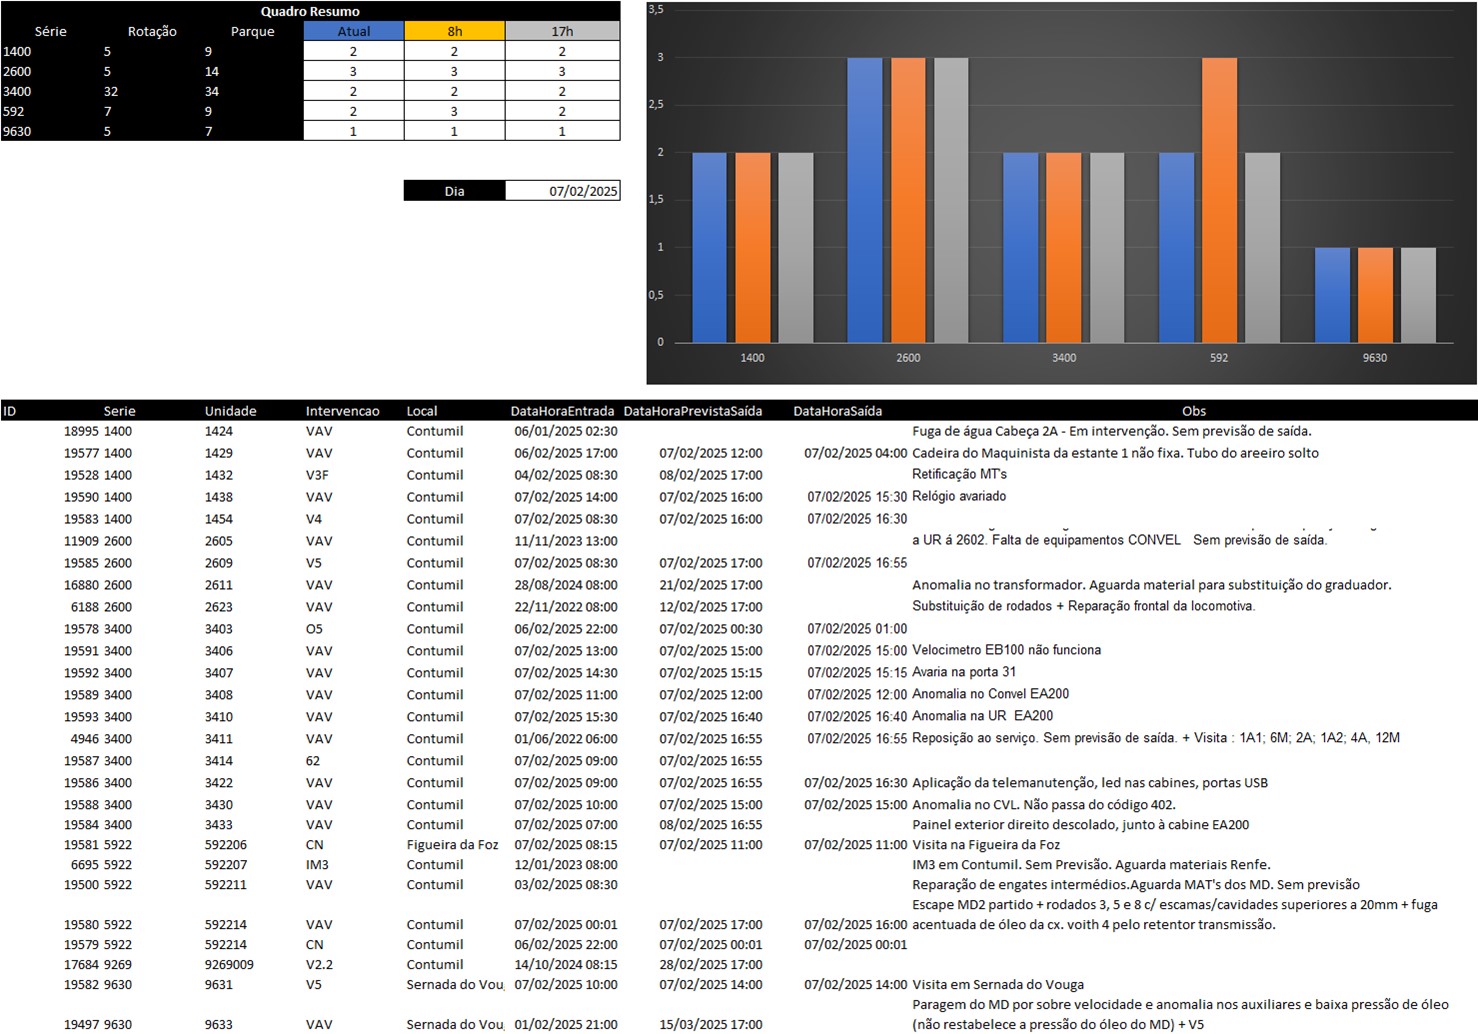 Quadro Resumo
Série Rotação Parque Atual 8h 17h
1400 5 9 2 2 2
2600 5 14 3 3 3
3400 32 34 2 2 2
592 7 9 2 3 2
9630 5 7 1 1 1
Dia 07/02/2025
3,5
3
2,5
2
1,5
1
0,5
0
1400 2600 3400 592 9630
ID Serie Unidade Intervencao Local DataHoraEntrada DataHoraPrevistaSaída DataHoraSaída Obs
18995 1400 1424 VAV Contumil 06/01/2025 02:30 Fuga de água Cabeça 2A - Em intervenção. Sem previsão de saída.
19577 1400 1429 VAV Contumil 06/02/2025 17:00 07/02/2025 12:00 07/02/2025 04:00 Cadeira do Maquinista da estante 1 não fixa. Tubo do areeiro solto
19528 1400 1432 V3F Contumil 04/02/2025 08:30 08/02/2025 17:00 Retificação MT's
19590 1400 1438 VAV Contumil 07/02/2025 14:00 07/02/2025 16:00 07/02/2025 15:30 Relógio avariado
19583 1400 1454 V4 Contumil 07/02/2025 08:30 07/02/2025 16:00 07/02/2025 16:30
11909 2600 2605 VAV Contumil 11/11/2023 13:00 a UR á 2602. Falta de equipamentos CONVEL Sem previsão de saída.
19585 2600 2609 V5 Contumil 07/02/2025 08:30 07/02/2025 17:00 07/02/2025 16:55
16880 2600 2611 VAV Contumil 28/08/2024 08:00 21/02/2025 17:00 Anomalia no transformador. Aguarda material para substituição do graduador.
6188 2600 2623 VAV Contumil 22/11/2022 08:00 12/02/2025 17:00 Substituição de rodados + Reparação frontal da locomotiva.
19578 3400 3403 O5 Contumil 06/02/2025 22:00 07/02/2025 00:30 07/02/2025 01:00
19591 3400 3406 VAV Contumil 07/02/2025 13:00 07/02/2025 15:00 07/02/2025 15:00 Velocimetro EB100 não funciona
19592 3400 3407 VAV Contumil 07/02/2025 14:30 07/02/2025 15:15 07/02/2025 15:15 Avaria na porta 31
19589 3400 3408 VAV Contumil 07/02/2025 11:00 07/02/2025 12:00 07/02/2025 12:00 Anomalia no Convel EA200
19593 3400 3410 VAV Contumil 07/02/2025 15:30 07/02/2025 16:40 07/02/2025 16:40 Anomalia na UR EA200
4946 3400 3411 VAV Contumil 01/06/2022 06:00 07/02/2025 16:55 07/02/2025 16:55 Reposição ao serviço. Sem previsão de saída. + Visita : 1A1; 6M; 2A; 1A2; 4A, 12M
19587 3400 3414 62 Contumil 07/02/2025 09:00 07/02/2025 16:55
19586 3400 3422 VAV Contumil 07/02/2025 09:00 07/02/2025 16:55 07/02/2025 16:30 Aplicação da telemanutenção, led nas cabines, portas USB
19588 3400 3430 VAV Contumil 07/02/2025 10:00 07/02/2025 15:00 07/02/2025 15:00 Anomalia no CVL. Não passa do código 402.
19584 3400 3433 VAV Contumil 07/02/2025 07:00 08/02/2025 16:55 Painel exterior direito descolado, junto à cabine EA200
19581 5922 592206 CN Figueira da Foz 07/02/2025 08:15 07/02/2025 11:00 07/02/2025 11:00 Visita na Figueira da Foz
6695 5922 592207 IM3 Contumil 12/01/2023 08:00 IM3 em Contumil. Sem Previsão. Aguarda materiais Renfe.
19500 5922 592211 VAV Contumil 03/02/2025 08:30 Reparação de engates intermédios.Aguarda MAT's dos MD. Sem previsão
Escape MD2 partido + rodados 3, 5 e 8 c/ escamas/cavidades superiores a 20mm + fuga
19580 5922 592214 VAV Contumil 07/02/2025 00:01 07/02/2025 17:00 07/02/2025 16:00 acentuada de óleo da cx. voith 4 pelo retentor transmissão.
19579 5922 592214 CN Contumil 06/02/2025 22:00 07/02/2025 00:01 07/02/2025 00:01
17684 9269 9269009 V2.2 Contumil 14/10/2024 08:15 28/02/2025 17:00
19582 9630 9631 V5 Sernada do Vou 07/02/2025 10:00 07/02/2025 14:00 07/02/2025 14:00 Visita em Sernada do Vouga
Paragem do MD por sobre velocidade e anomalia nos auxiliares e baixa pressão de óleo
19497 9630 9633 VAV Sernada do Vou 01/02/2025 21:00 15/03/2025 17:00 (não restabelece a pressão do óleo do MD) + V5